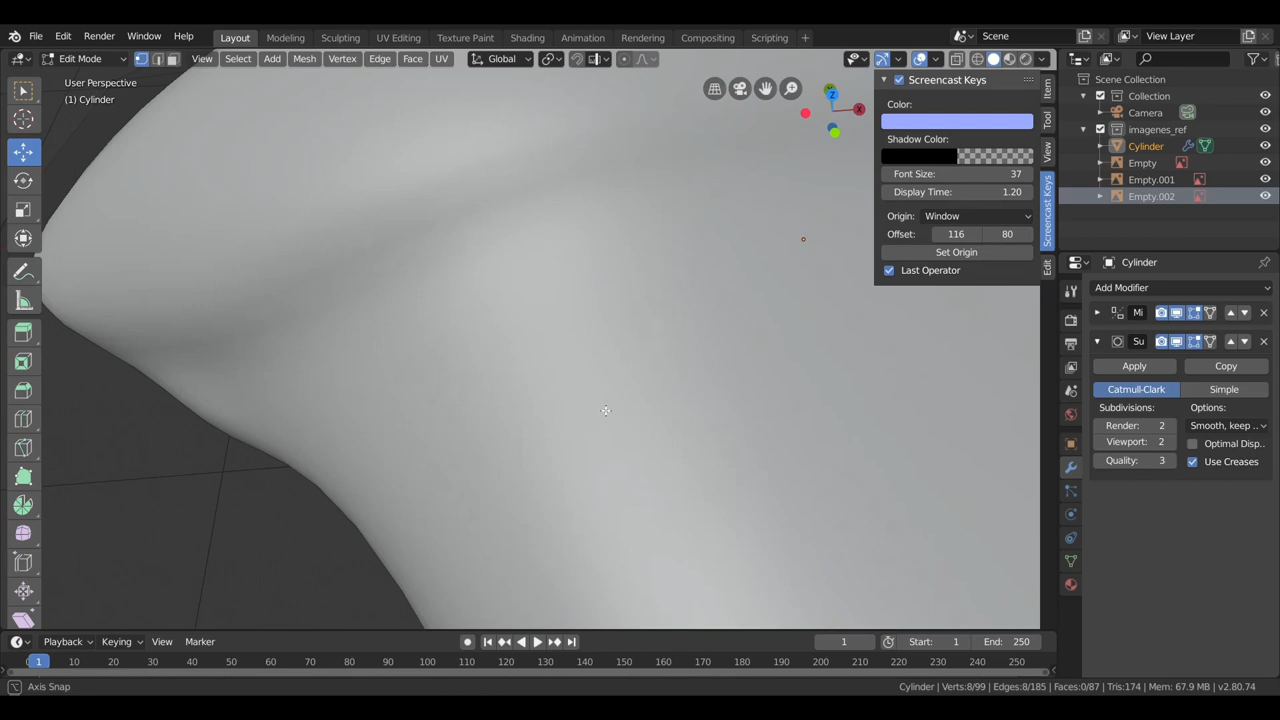 File Edit Render Window Help Layout Modeling Sculpting UV Editing Texture Paint Shading Animation Rendering Compositing Scripting + Scene View Layer
Edit Mode View Select Add Mesh Vertex Edge Face UV Global
User Perspective
(1) Cylinder
Z
X
Screencast Keys
Color:
Shadow Color:
Font Size: 37
Display Time: 1.20
Origin: Window
Offset: 116 80
Set Origin
Last Operator
Item
Tool
View
Screencast Keys
Edit
Scene Collection
Collection
Camera
imagenes_ref
Cylinder
Empty
Empty.001
Empty.002
Cylinder
Add Modifier
Mi
Su
Apply Copy
Catmull-Clark Simple
Subdivisions: Options:
Render: 2 Smooth, keep ..
Viewport: 2 Optimal Disp..
Quality: 3 Use Creases
Playback Keying View Marker 1 Start: 1 End: 250
1 10 20 30 40 50 60 70 80 90 100 110 120 130 140 150 160 170 180 190 200 210 220 230 240 250
Axis Snap Cylinder | Verts:8/99 | Edges:8/185 | Faces:0/87 | Tris:174 | Mem: 67.9 MB | v2.80.74